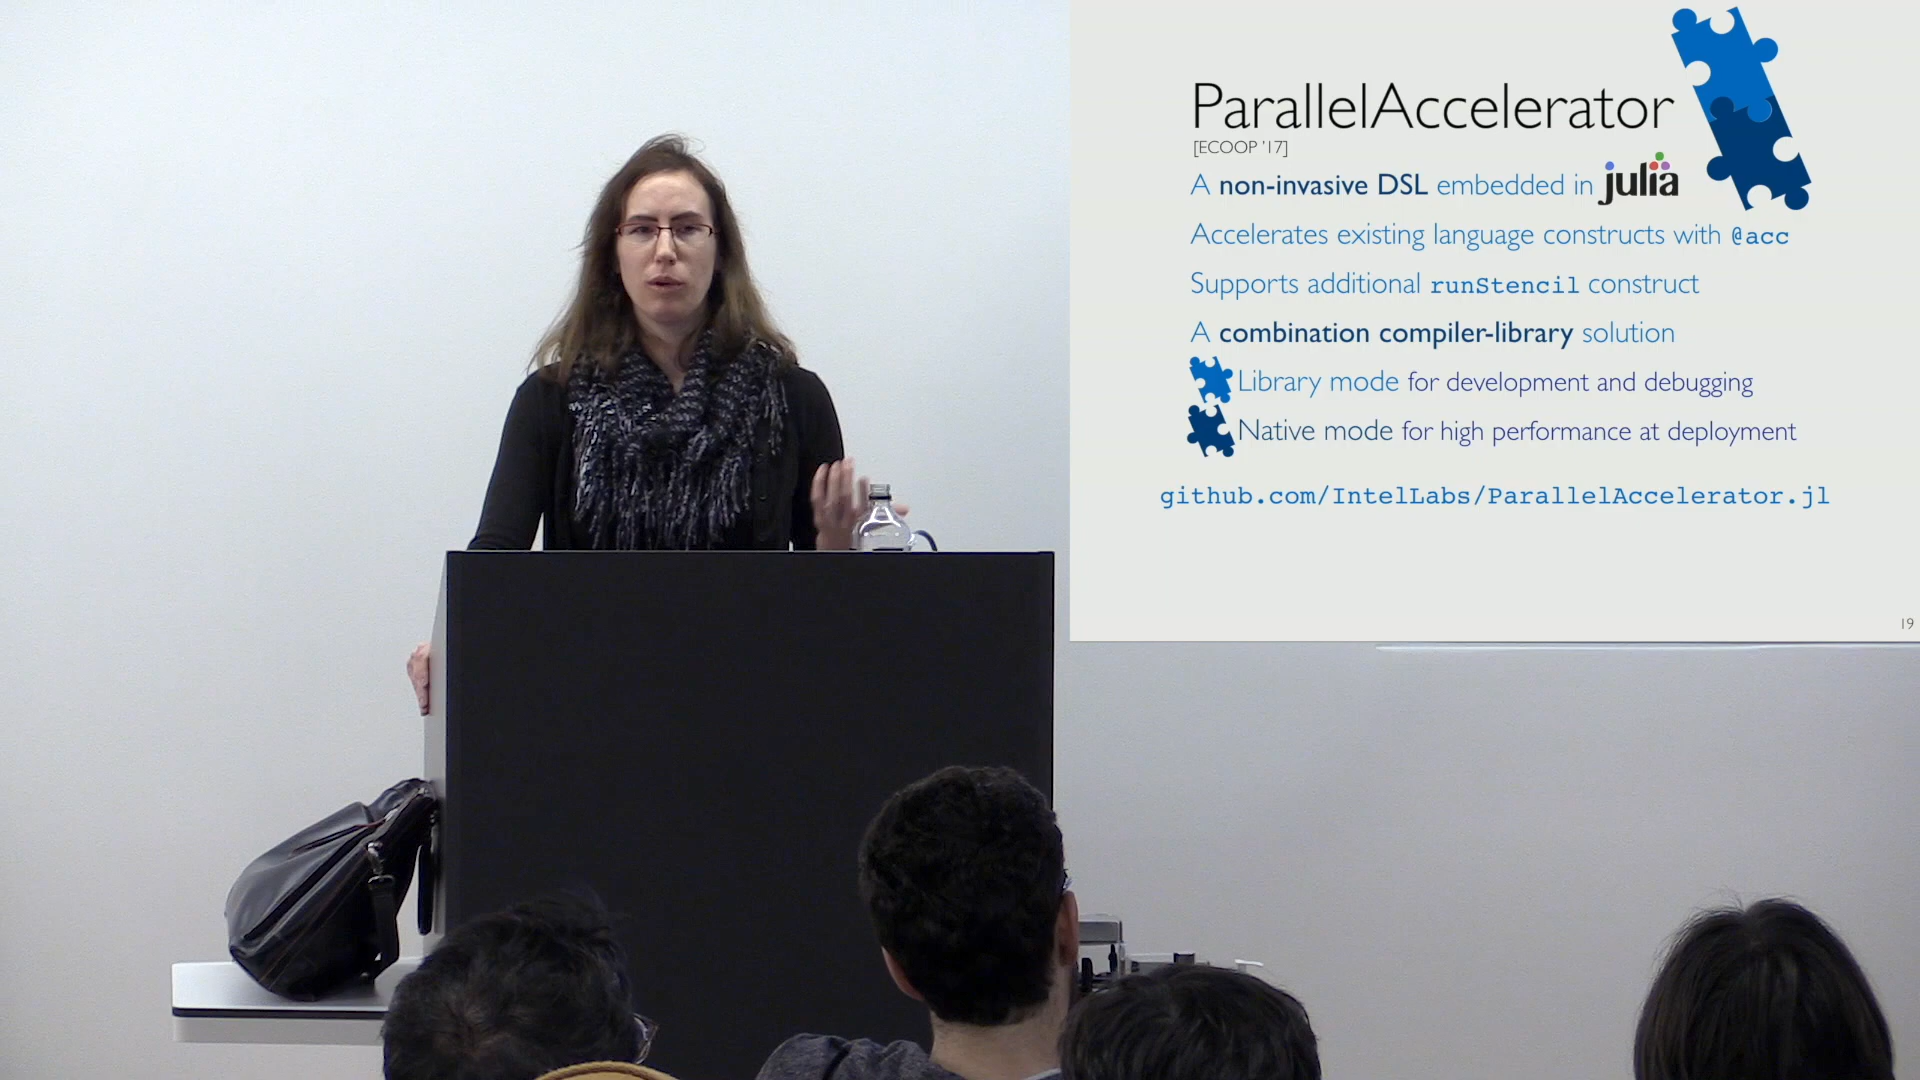 ParallelAccelerator
[ECOOP '17]
A non-invasive DSL embedded in julia
Accelerates existing language constructs with @acc
Supports additional runStencil construct
A combination compiler-library solution
Library mode for development and debugging
Native mode for high performance at deployment
github.com/IntelLabs/ParallelAccelerator.jl
19